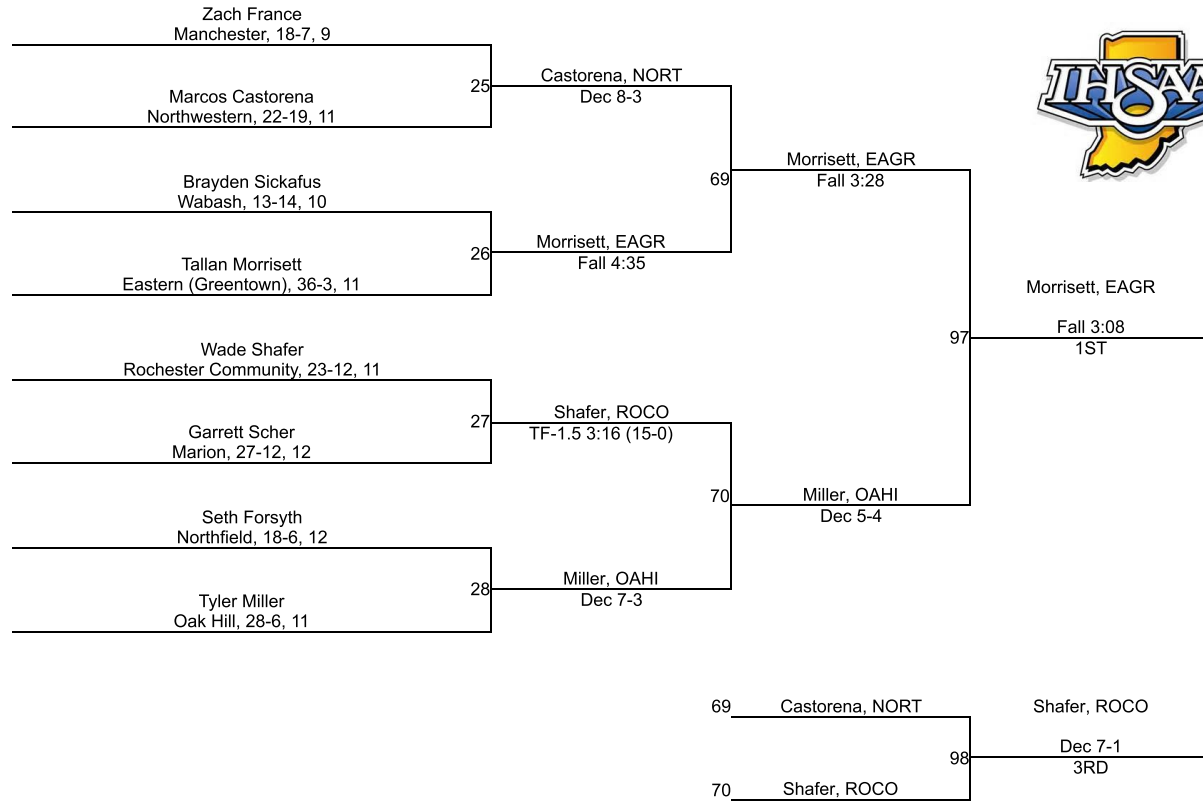 Zach France
Manchester, 18-7, 9
25
Castorena, NORT
Dec 8-3
Marcos Castorena
Northwestern, 22-19, 11
69
Morrisett, EAGR
Fall 3:28
Brayden Sickafus
Wabash, 13-14, 10
26
Morrisett, EAGR
Fall 4:35
Tallan Morrisett
Eastern (Greentown), 36-3, 11
97
Morrisett, EAGR
Fall 3:08
1ST
Wade Shafer
Rochester Community, 23-12, 11
27
Shafer, ROCO
TF-1.5 3:16 (15-0)
Garrett Scher
Marion, 27-12, 12
70
Miller, OAHI
Dec 5-4
Seth Forsyth
Northfield, 18-6, 12
28
Miller, OAHI
Dec 7-3
Tyler Miller
Oak Hill, 28-6, 11
69
Castorena, NORT
98
Shafer, ROCO
Dec 7-1
3RD
70
Shafer, ROCO
IHSAA